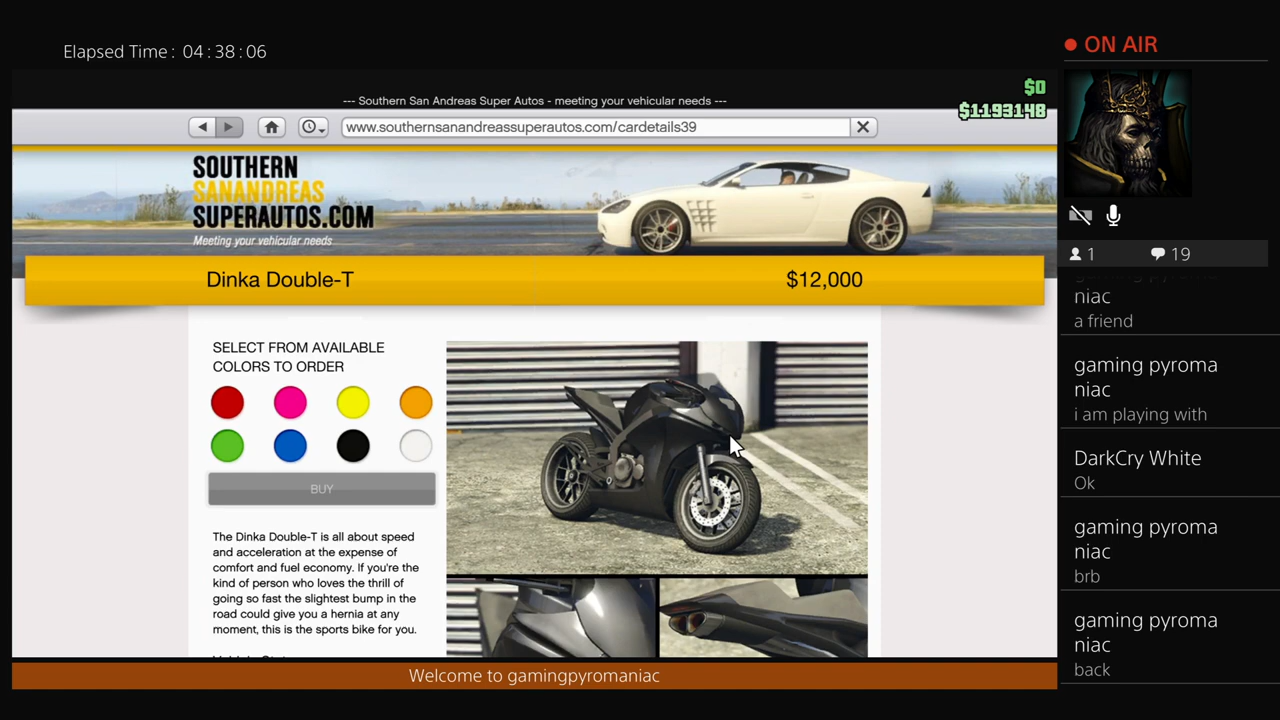 Elapsed Time : 04 : 38 : 06
ON AIR
--- Southern San Andreas Super Autos - meeting your vehicular needs ---
$0
$1193148
www.southernsanandreassuperautos.com/cardetails39
SOUTHERN
SANANDREAS
SUPERAUTOS.COM
Meeting your vehicular needs
Dinka Double-T
$12,000
SELECT FROM AVAILABLE
COLORS TO ORDER
BUY
The Dinka Double-T is all about speed
and acceleration at the expense of
comfort and fuel economy. If you're the
kind of person who loves the thrill of
going so fast the slightest bump in the
road could give you a hernia at any
moment, this is the sports bike for you.
Welcome to gamingpyromaniac
1
19
gaming pyroma
niac
a friend
gaming pyroma
niac
i am playing with
DarkCry White
Ok
gaming pyroma
niac
brb
gaming pyroma
niac
back